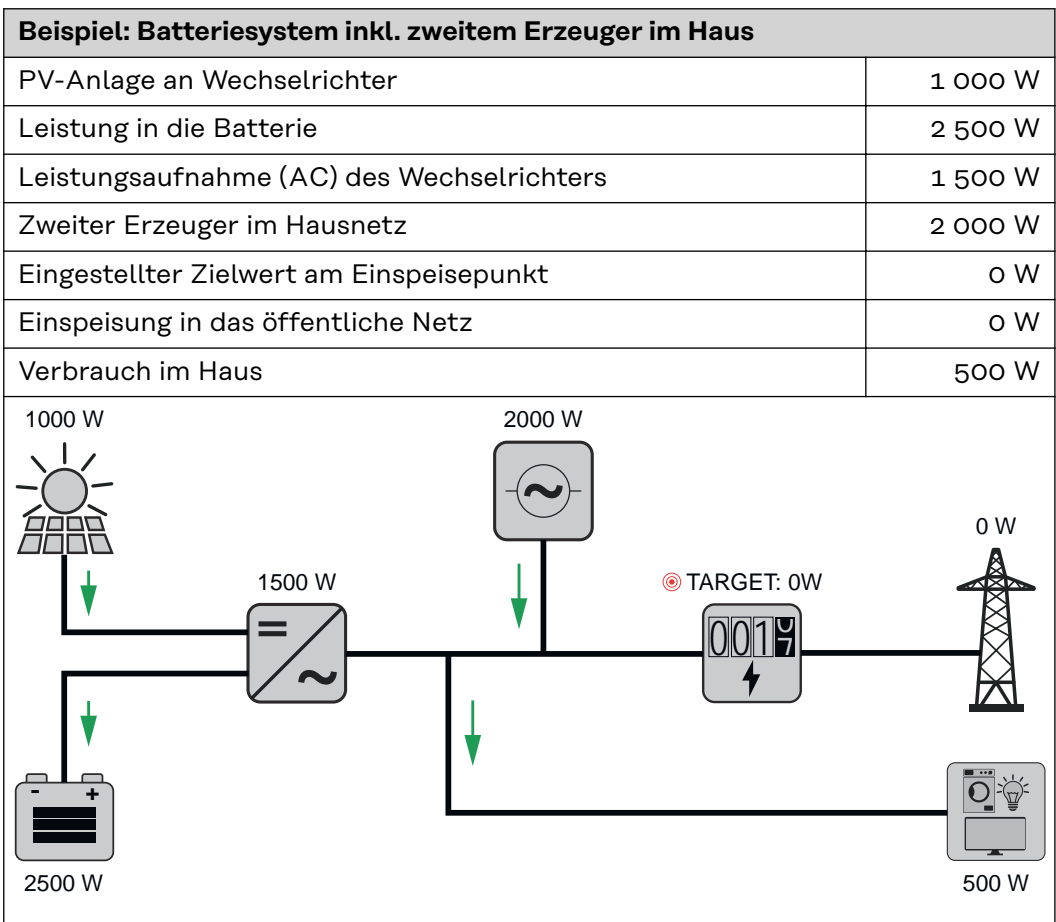 Beispiel: Batteriesystem inkl. zweitem Erzeuger im Haus
PV-Anlage an Wechselrichter 1 000 W
Leistung in die Batterie 2 500 W
Leistungsaufnahme (AC) des Wechselrichters 1 500 W
Zweiter Erzeuger im Hausnetz 2 000 W
Eingestellter Zielwert am Einspeisepunkt 0 W
Einspeisung in das öffentliche Netz 0 W
Verbrauch im Haus 500 W
1000 W
2000 W
0 W
1500 W
TARGET: 0W
001
7
- +
2500 W
500 W